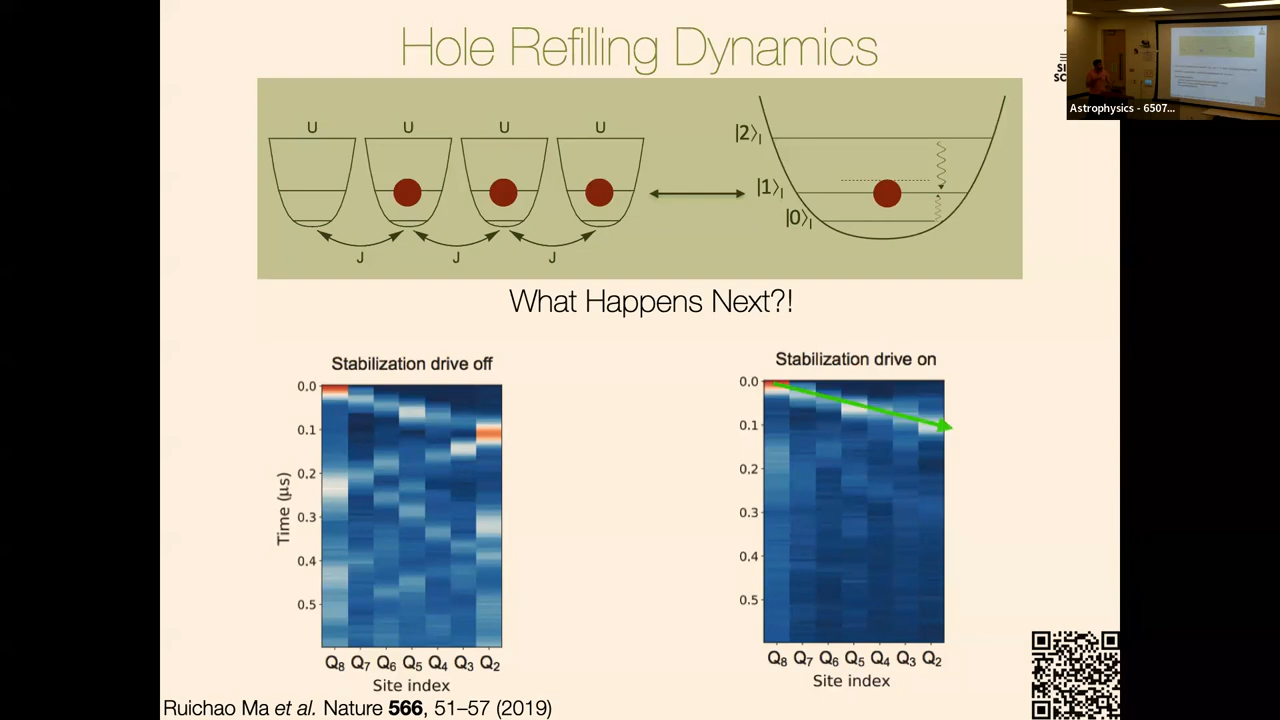 Hole Refilling Dynamics
SI
SC
Astrophysics - 6507...
U U U U
|2⟩ₗ
|1⟩ₗ
|0⟩ₗ
J J J
What Happens Next?!
Stabilization drive off
Time (μs)
0.0
0.1
0.2
0.3
0.4
0.5
Q₈ Q₇ Q₆ Q₅ Q₄ Q₃ Q₂
Site index
Stabilization drive on
0.0
0.1
0.2
0.3
0.4
0.5
Q₈ Q₇ Q₆ Q₅ Q₄ Q₃ Q₂
Site index
Ruichao Ma et al. Nature 566, 51–57 (2019)